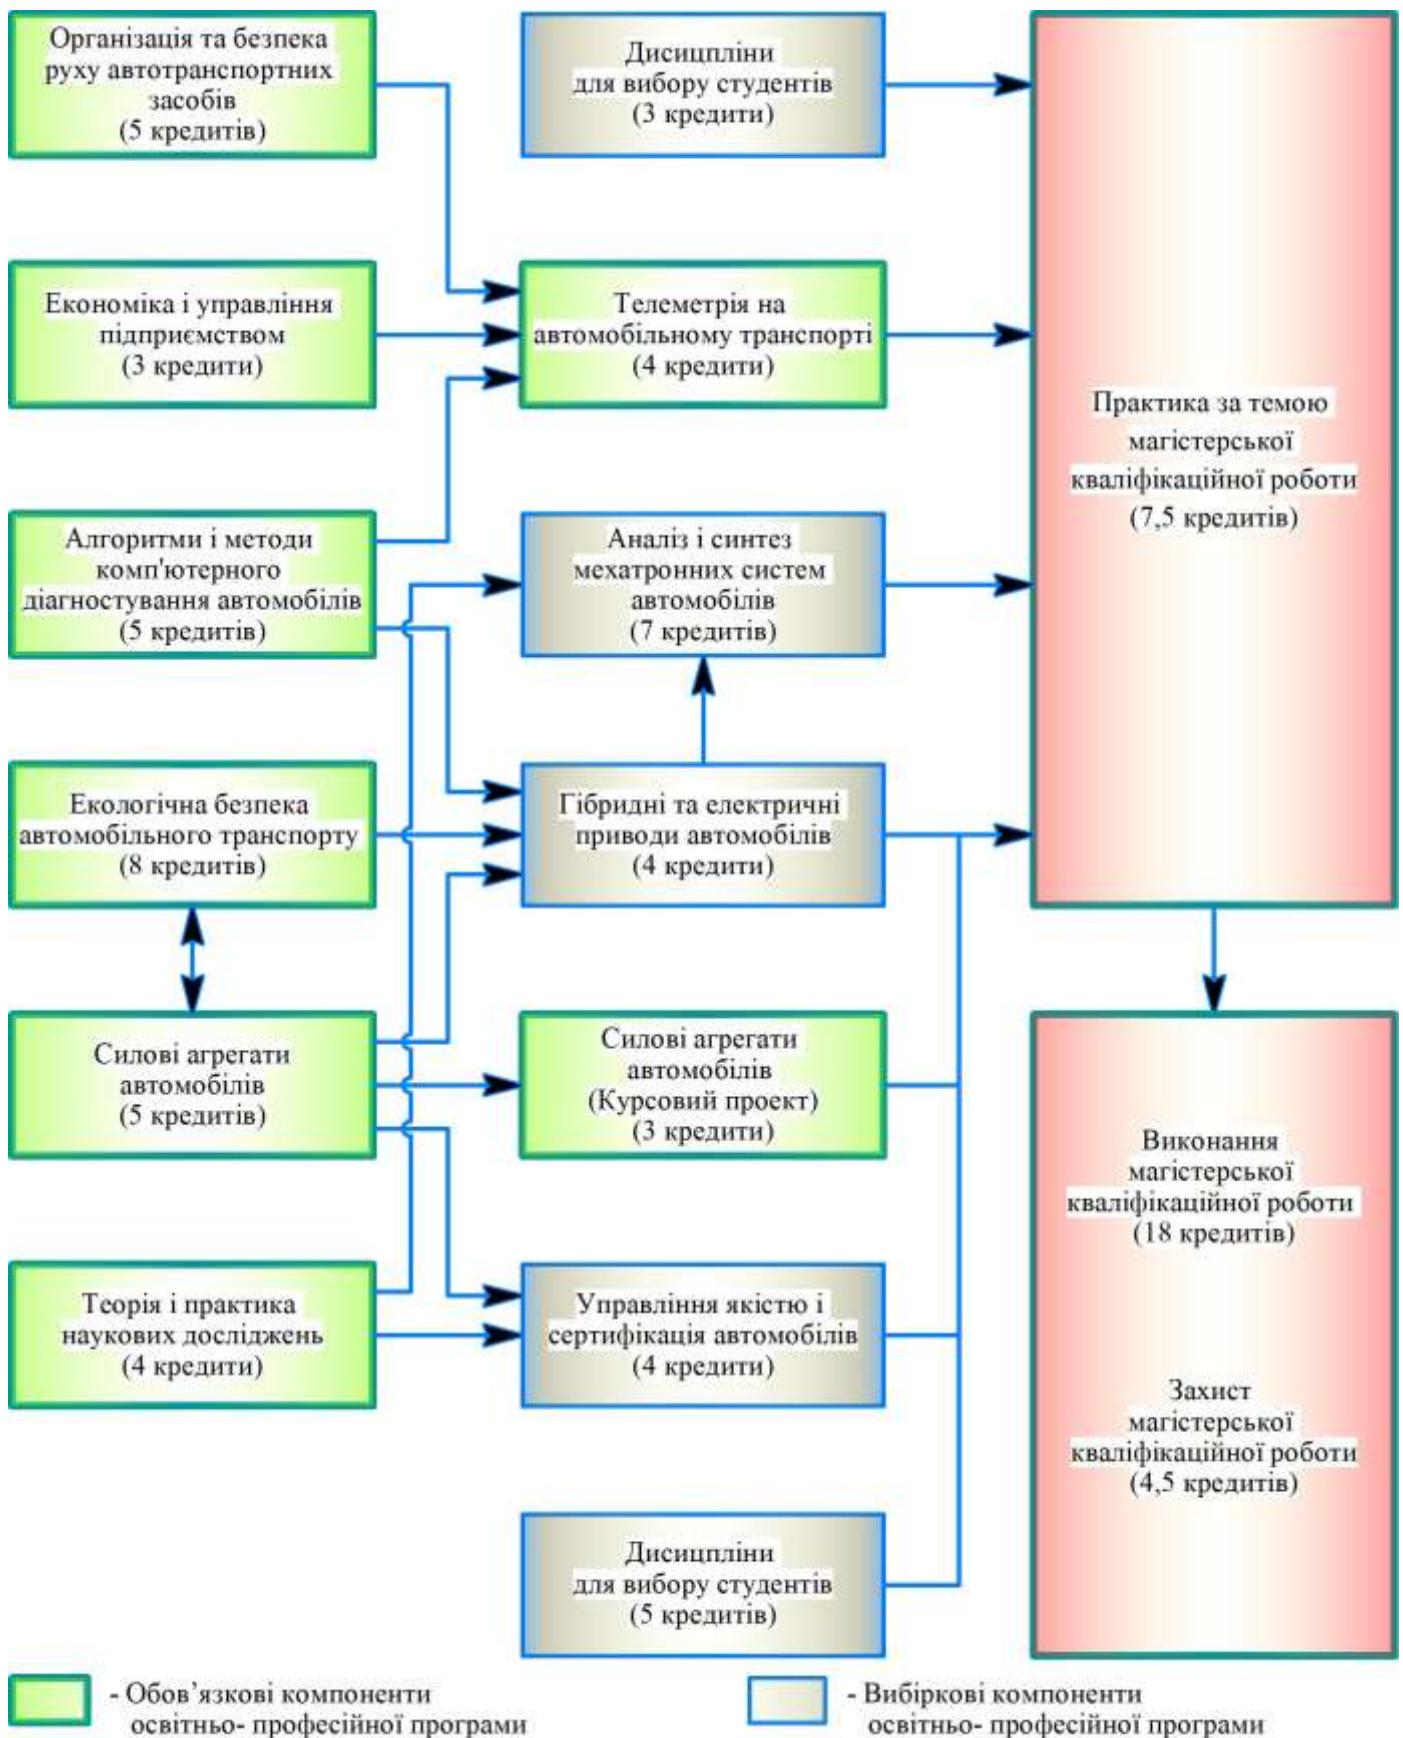 Організація та безпека
руху автотранспортних
засобів
(5 кредитів)
Дисицпліни
для вибору студентів
(3 кредити)
Економіка і управління
підприємством
(3 кредити)
Телеметрія на
автомобільному транспорті
(4 кредити)
Практика за темою
магістерської
кваліфікаційної роботи
(7,5 кредитів)
Алгоритми і методи
комп'ютерного
діагностування автомобілів
(5 кредитів)
Аналіз і синтез
мехатронних систем
автомобілів
(7 кредитів)
Екологічна безпека
автомобільного транспорту
(8 кредитів)
Гібридні та електричні
приводи автомобілів
(4 кредити)
Силові агрегати
автомобілів
(5 кредитів)
Силові агрегати
автомобілів
(Курсовий проект)
(3 кредити)
Виконання
магістерської
кваліфікаційної роботи
(18 кредитів)
Теорія і практика
наукових досліджень
(4 кредити)
Управління якістю і
сертифікація автомобілів
(4 кредити)
Захист
магістерської
кваліфікаційної роботи
(4,5 кредитів)
Дисицпліни
для вибору студентів
(5 кредитів)
- Обов’язкові компоненти
освітньо- професійної програми
- Вибіркові компоненти
освітньо- професійної програми